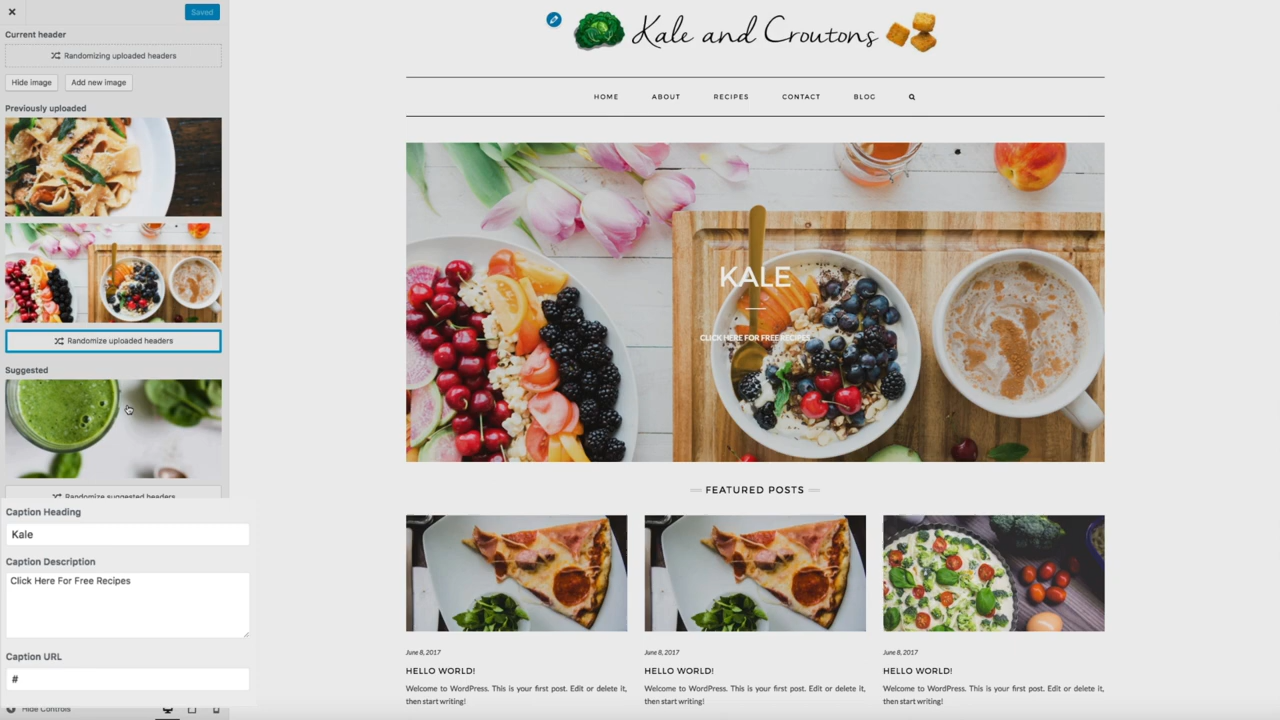 Saved
Current header
Randomizing uploaded headers
Hide image
Add new image
Previously uploaded
Randomize uploaded headers
Suggested
Randomize suggested headers
Caption Heading
Kale
Caption Description
Click Here For Free Recipes
Caption URL
#
Hide Controls
Kale and Croutons
HOME
ABOUT
RECIPES
CONTACT
BLOG
KALE
CLICK HERE FOR FREE RECIPES
FEATURED POSTS
June 8, 2017
HELLO WORLD!
Welcome to WordPress. This is your first post. Edit or delete it,
then start writing!
June 8, 2017
HELLO WORLD!
Welcome to WordPress. This is your first post. Edit or delete it,
then start writing!
June 8, 2017
HELLO WORLD!
Welcome to WordPress. This is your first post. Edit or delete it,
then start writing!